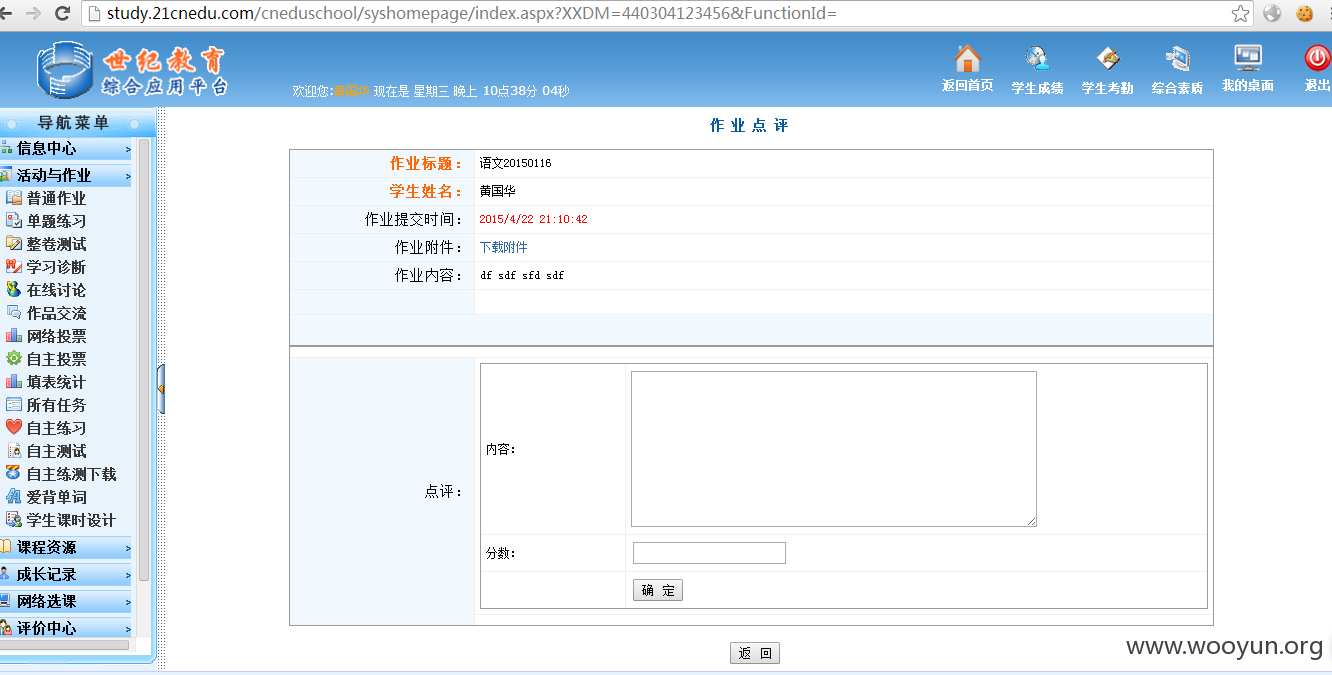 study.21cnedu.com/cneduschool/syshomepage/index.aspx?XXDM=440304123456&FunctionId=
世纪教育
综合应用平台
欢迎您: 现在是 星期三 晚上 10点38分 04秒
返回首页 学生成绩 学生考勤 综合素质 我的桌面 退出
导航菜单
信息中心 >
活动与作业 >
普通作业
单题练习
整卷测试
学习诊断
在线讨论
作品交流
网络投票
自主投票
填表统计
所有任务
自主练习
自主测试
自主练测下载
爱背单词
学生课时设计
课程资源 >
成长记录 >
网络选课 >
评价中心 >
作业点评
作业标题： 语文20150116
学生姓名： 黄国华
作业提交时间： 2015/4/22 21:10:42
作业附件： 下载附件
作业内容： df sdf sfd sdf
点评：
内容：
分数：
确 定
返 回
www.wooyun.org